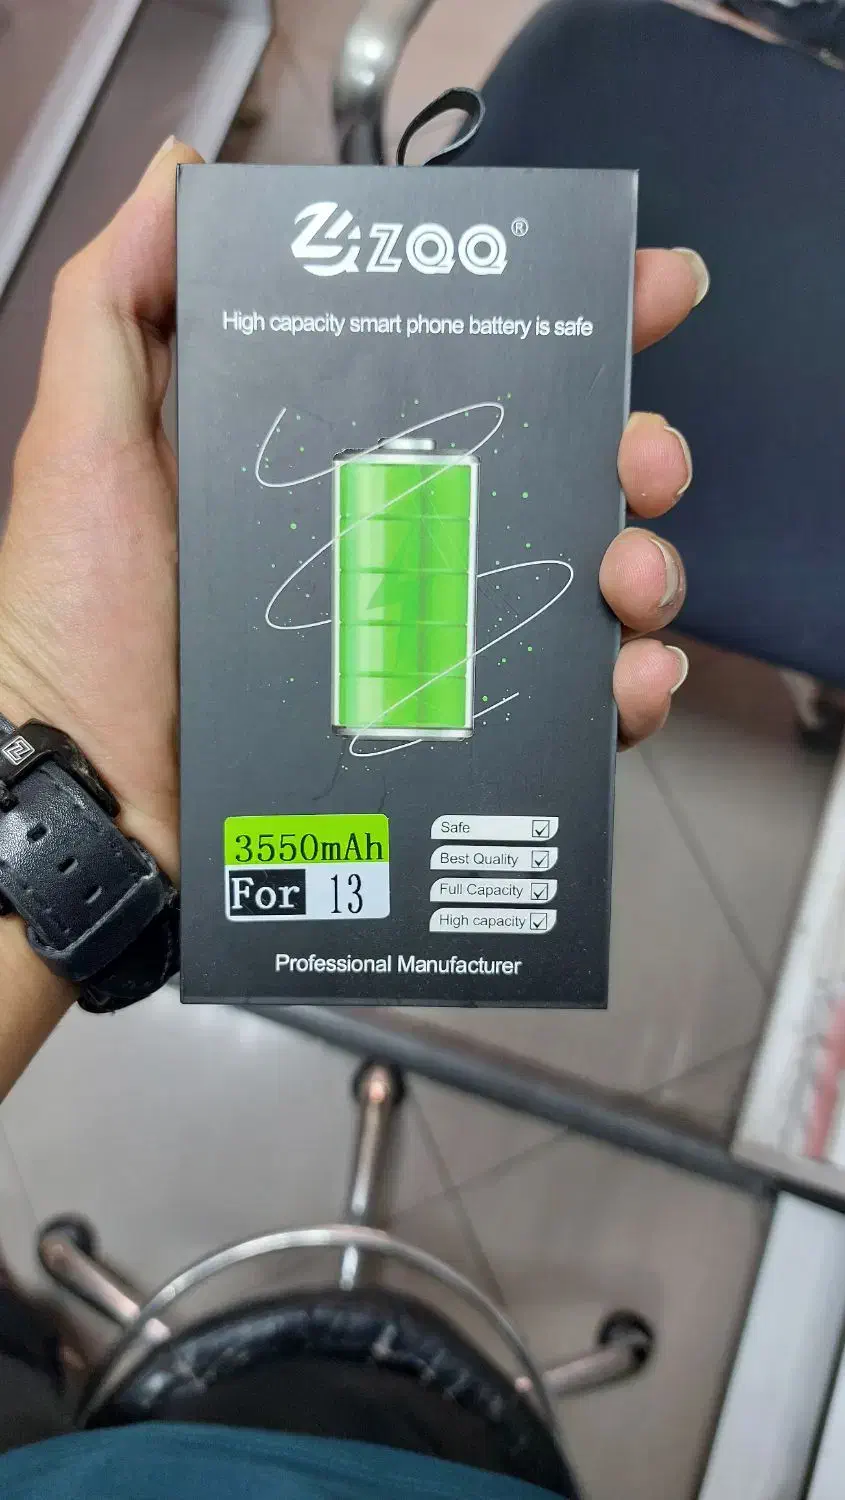 ZQQ®
High capacity smart phone battery is safe
3550mAh
For 13
Safe
Best Quality
Full Capacity
High capacity
Professional Manufacturer